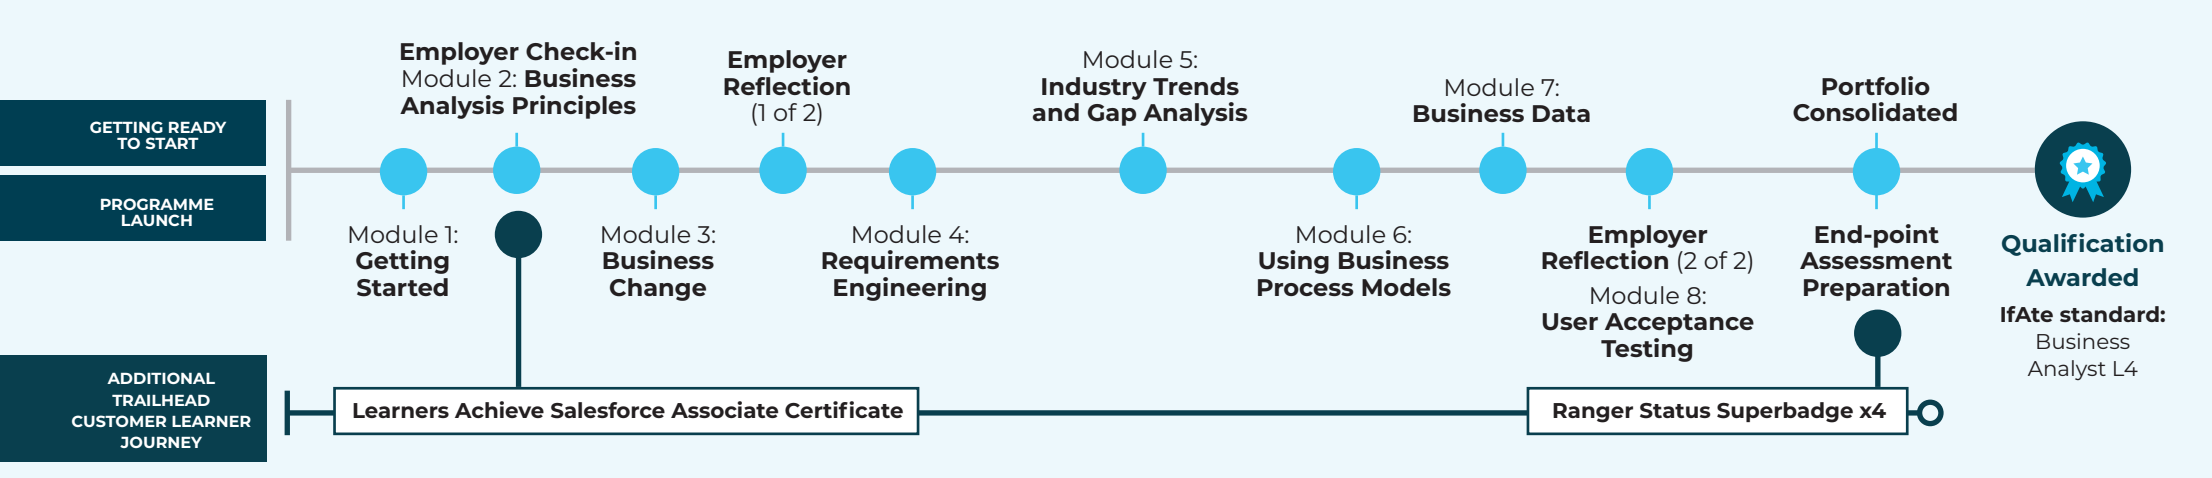 GETTING READY
TO START
PROGRAMME
LAUNCH
Employer Check-in
Module 2: Business
Analysis Principles
Employer
Reflection
(1 of 2)
Module 5:
Industry Trends
and Gap Analysis
Module 7:
Business Data
Portfolio
Consolidated
Module 1:
Getting
Started
Module 3:
Business
Change
Module 4:
Requirements
Engineering
Module 6:
Using Business
Process Models
Employer
Reflection (2 of 2)
Module 8:
User Acceptance
Testing
End-point
Assessment
Preparation
Qualification
Awarded
IfAte standard:
Business
Analyst L4
ADDITIONAL
TRAILHEAD
CUSTOMER LEARNER
JOURNEY
Learners Achieve Salesforce Associate Certificate
Ranger Status Superbadge x4